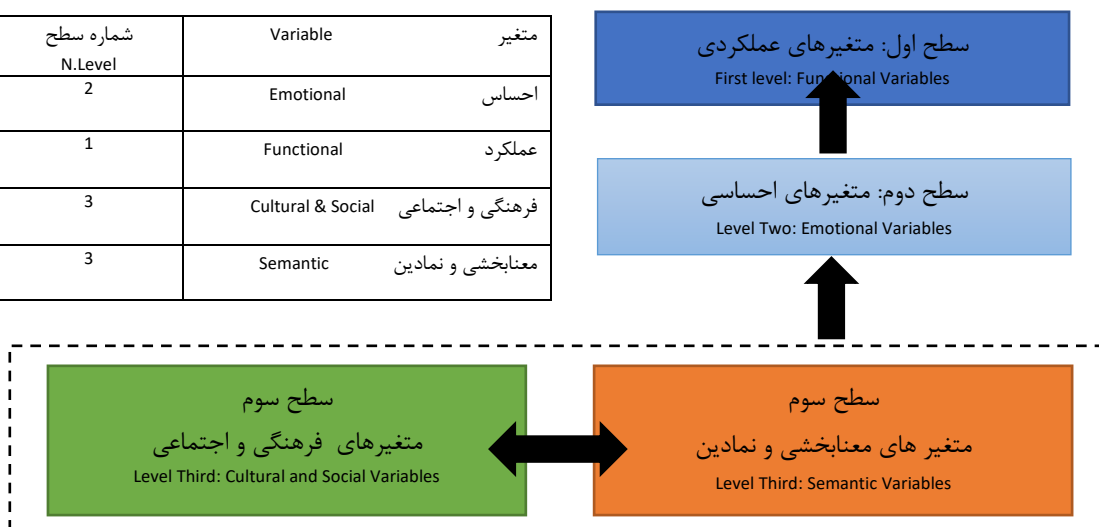 متغیر Variable
شماره سطح
N.Level
احساس Emotional
2
عملکرد Functional
1
فرهنگی و اجتماعی Cultural & Social
3
معنابخشی و نمادین Semantic
3
سطح اول: متغیرهای عملکردی
First level: Functional Variables
سطح دوم: متغیرهای احساسی
Level Two: Emotional Variables
سطح سوم
متغیر های معنابخشی و نمادین
Level Third: Semantic Variables
سطح سوم
متغیرهای فرهنگی و اجتماعی
Level Third: Cultural and Social Variables